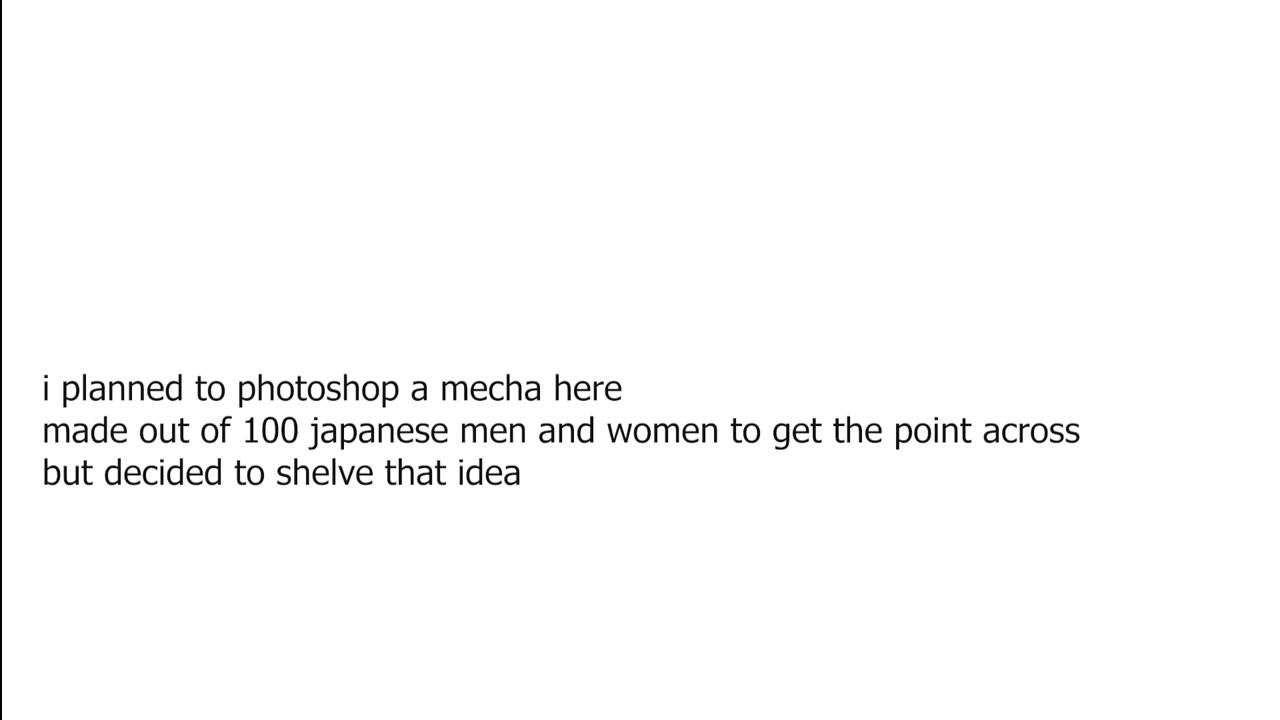 i planned to photoshop a mecha here
made out of 100 japanese men and women to get the point across
but decided to shelve that idea